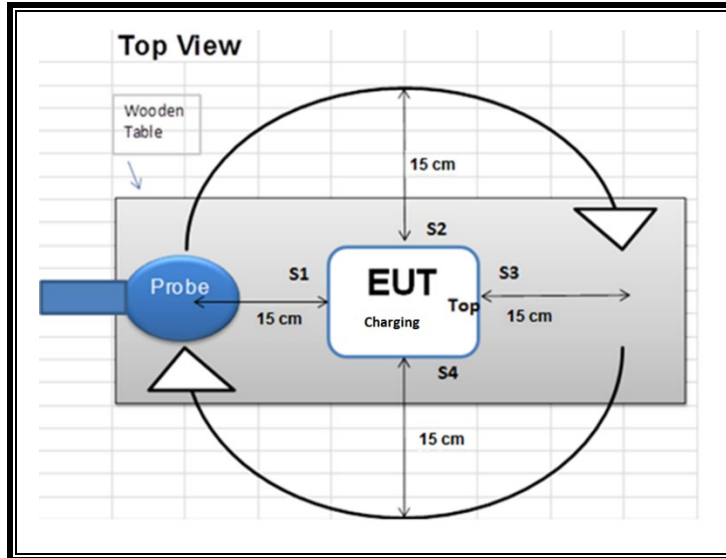 Top View
Wooden
Table
15 cm
S2
Probe
S1
EUT
S3
Top
15 cm
Charging
15 cm
S4
15 cm